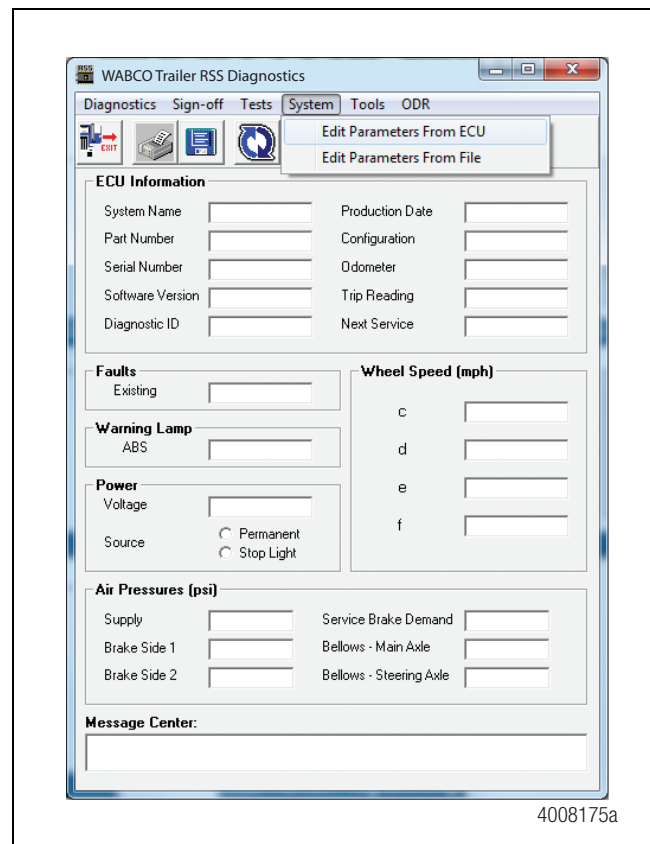 RSS
WABCO Trailer RSS Diagnostics
Diagnostics Sign-off Tests System Tools ODR
EXIT
Edit Parameters From ECU
Edit Parameters From File
ECU Information
System Name Production Date
Part Number Configuration
Serial Number Odometer
Software Version Trip Reading
Diagnostic ID Next Service
Faults
Existing
Warning Lamp
ABS
Power
Voltage
Source
Permanent
Stop Light
Wheel Speed (mph)
c
d
e
f
Air Pressures (psi)
Supply Service Brake Demand
Brake Side 1 Bellows - Main Axle
Brake Side 2 Bellows - Steering Axle
Message Center:
4008175a